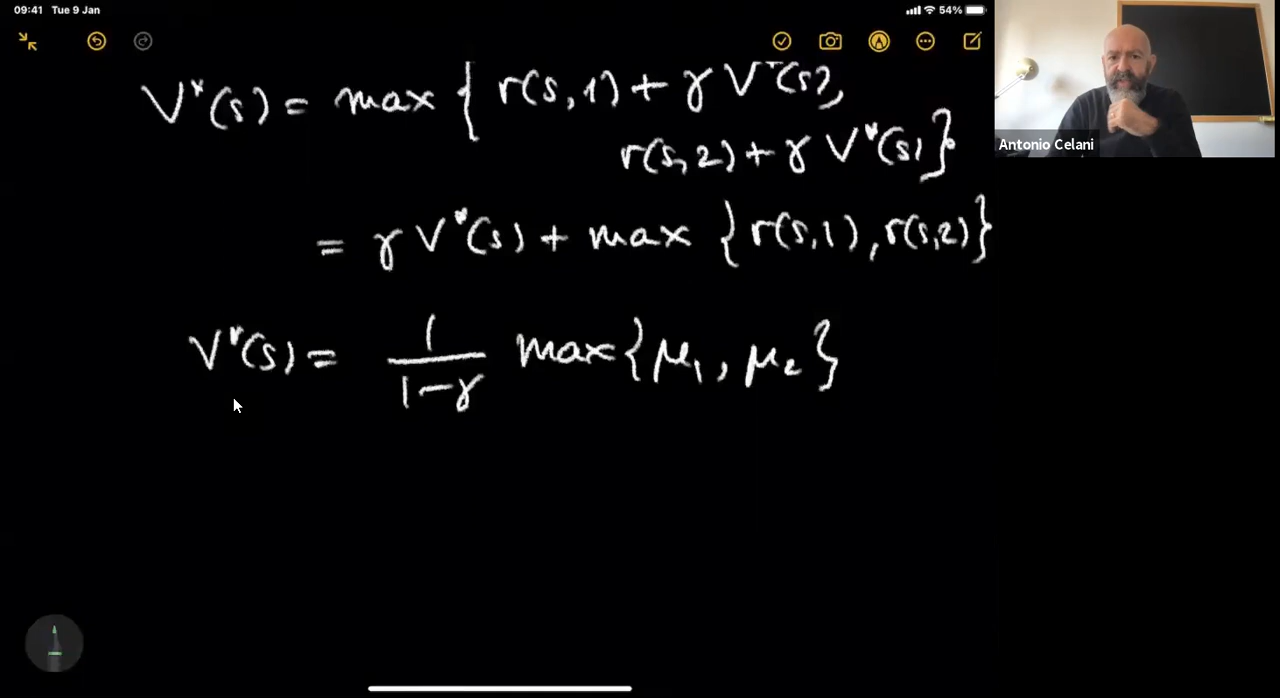 09:41 Tue 9 Jan
54%
V*(s) = max { r(s,1) + γ V*(s),
r(s,2) + γ V*(s) }
= γ V*(s) + max { r(s,1), r(s,2) }
V*(s) = 1/(1-γ) max { μ₁, μ₂ }
Antonio Celani